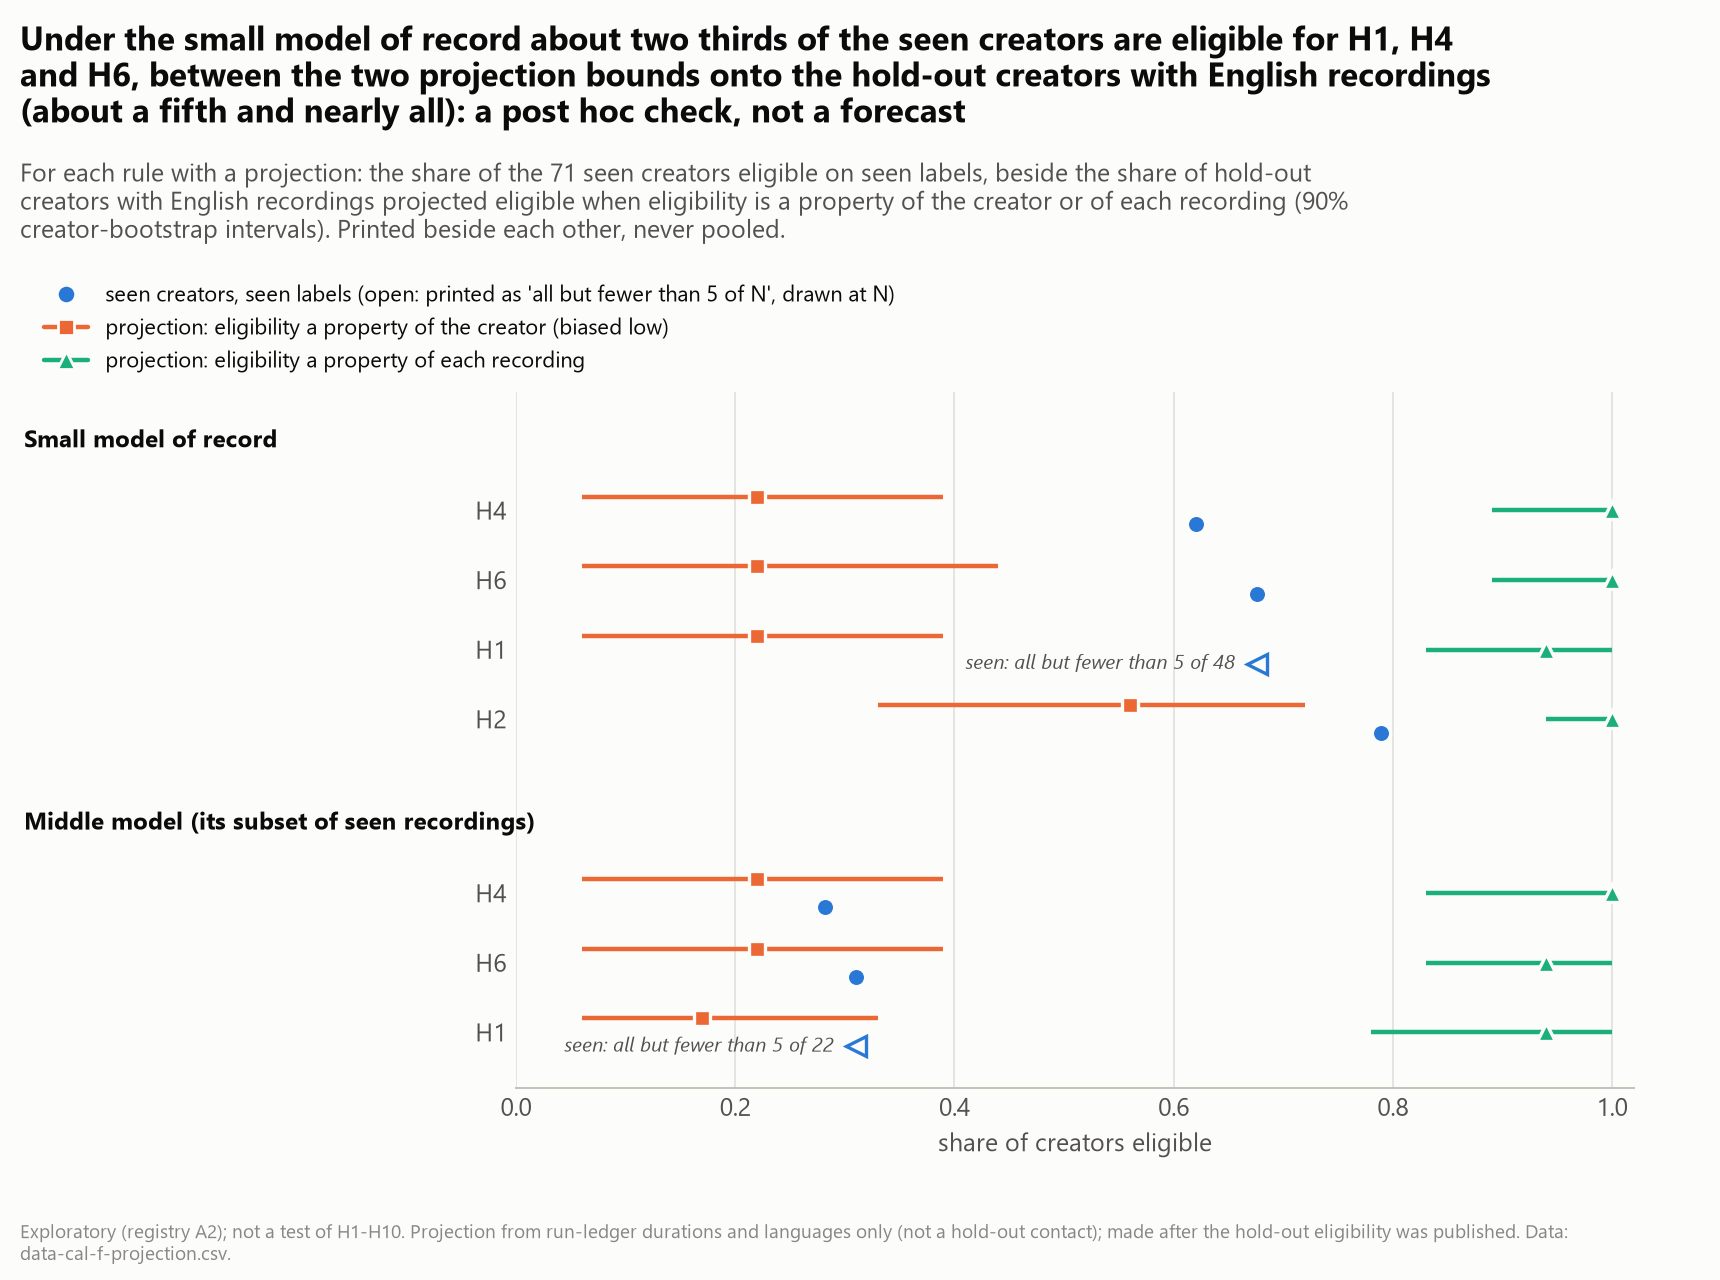 Under the small model of record about two thirds of the seen creators are eligible for H1, H4
and H6, between the two projection bounds onto the hold-out creators with English recordings
(about a fifth and nearly all): a post hoc check, not a forecast
For each rule with a projection: the share of the 71 seen creators eligible on seen labels, beside the share of hold-out
creators with English recordings projected eligible when eligibility is a property of the creator or of each recording (90%
creator-bootstrap intervals). Printed beside each other, never pooled.
seen creators, seen labels (open: printed as 'all but fewer than 5 of N', drawn at N)
projection: eligibility a property of the creator (biased low)
projection: eligibility a property of each recording
Small model of record
H4
H6
H1
seen: all but fewer than 5 of 48
H2
Middle model (its subset of seen recordings)
H4
H6
H1
seen: all but fewer than 5 of 22
0.0 0.2 0.4 0.6 0.8 1.0
share of creators eligible
Exploratory (registry A2); not a test of H1-H10. Projection from run-ledger durations and languages only (not a hold-out contact); made after the hold-out eligibility was published. Data:
data-cal-f-projection.csv.